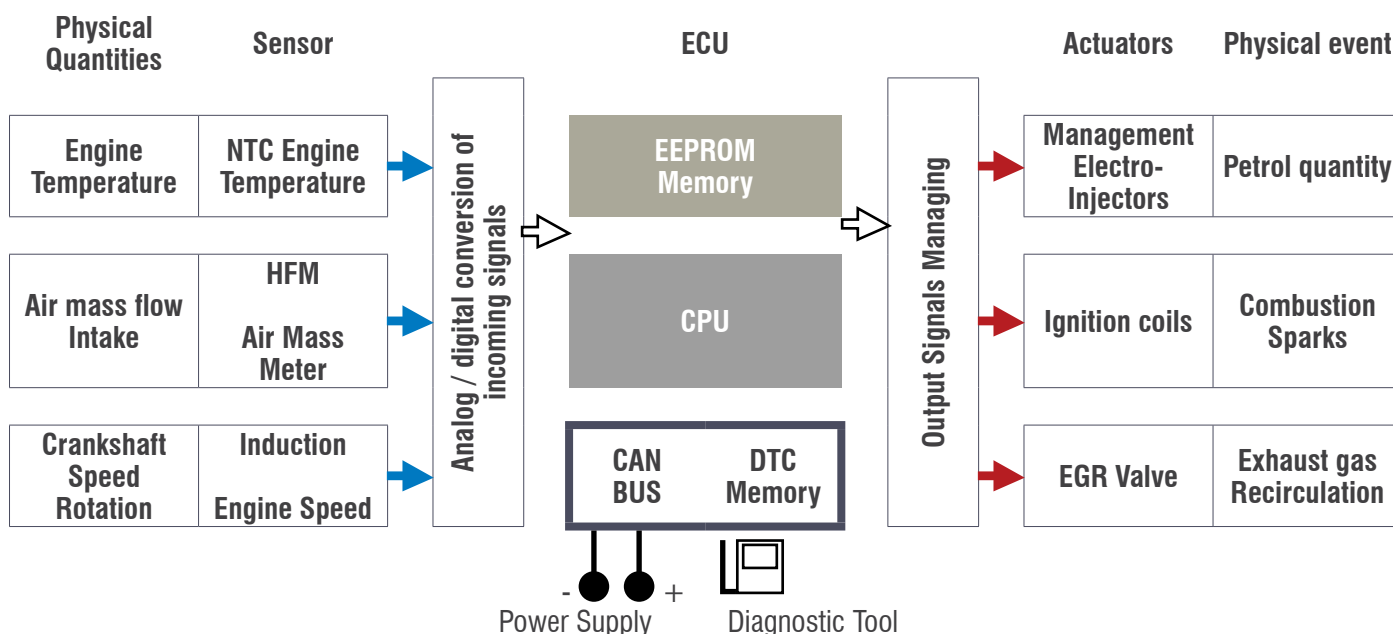 Physical
Quantities
Sensor
ECU
Actuators
Physical event
Engine
Temperature
NTC Engine
Temperature
Analog / digital conversion of
incoming signals
EEPROM
Memory
Output Signals Managing
Management
Electro-
Injectors
Petrol quantity
Air mass flow
Intake
HFM
Air Mass
Meter
CPU
Ignition coils
Combustion
Sparks
Crankshaft
Speed
Rotation
Induction
Engine Speed
CAN
BUS
DTC
Memory
EGR Valve
Exhaust gas
Recirculation
- +
Power Supply
Diagnostic Tool